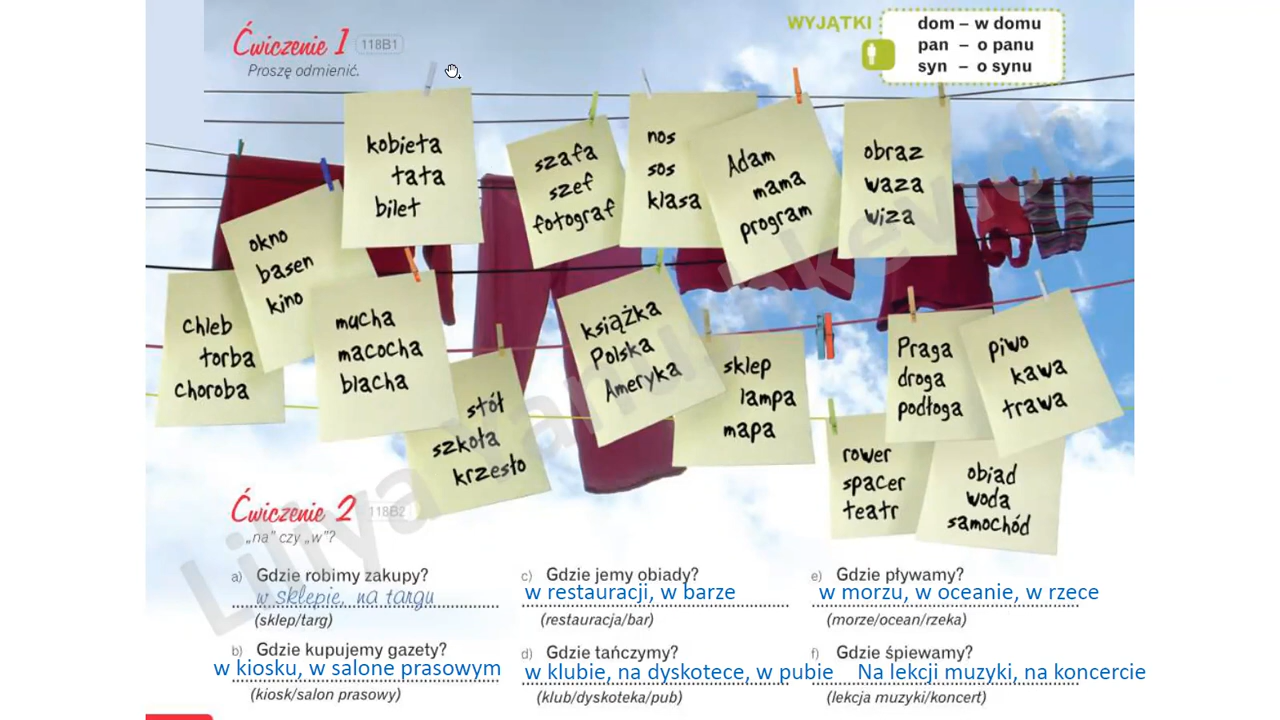 Ćwiczenie 1 118B1
Proszę odmienić.
WYJĄTKI
dom – w domu
pan – o panu
syn – o synu
kobieta
tata
bilet
szafa
szef
fotograf
nos
sos
klasa
Adam
mama
program
obraz
waza
wiza
okno
basen
kino
chleb
torba
choroba
mucha
macocha
blacha
stół
szkoła
krzesło
książka
Polska
Ameryka
sklep
lampa
mapa
Praga
droga
podłoga
piwo
kawa
trawa
rower
spacer
teatr
obiad
woda
samochód
Liliya Yanushkevich
Ćwiczenie 2 118B2
„na” czy „w”?
a) Gdzie robimy zakupy?
w sklepie, na targu
(sklep/targ)
b) Gdzie kupujemy gazety?
w kiosku, w salone prasowym
(kiosk/salon prasowy)
c) Gdzie jemy obiady?
w restauracji, w barze
(restauracja/bar)
d) Gdzie tańczymy?
w klubie, na dyskotece, w pubie
(klub/dyskoteka/pub)
e) Gdzie pływamy?
w morzu, w oceanie, w rzece
(morze/ocean/rzeka)
f) Gdzie śpiewamy?
Na lekcji muzyki, na koncercie
(lekcja muzyki/koncert)